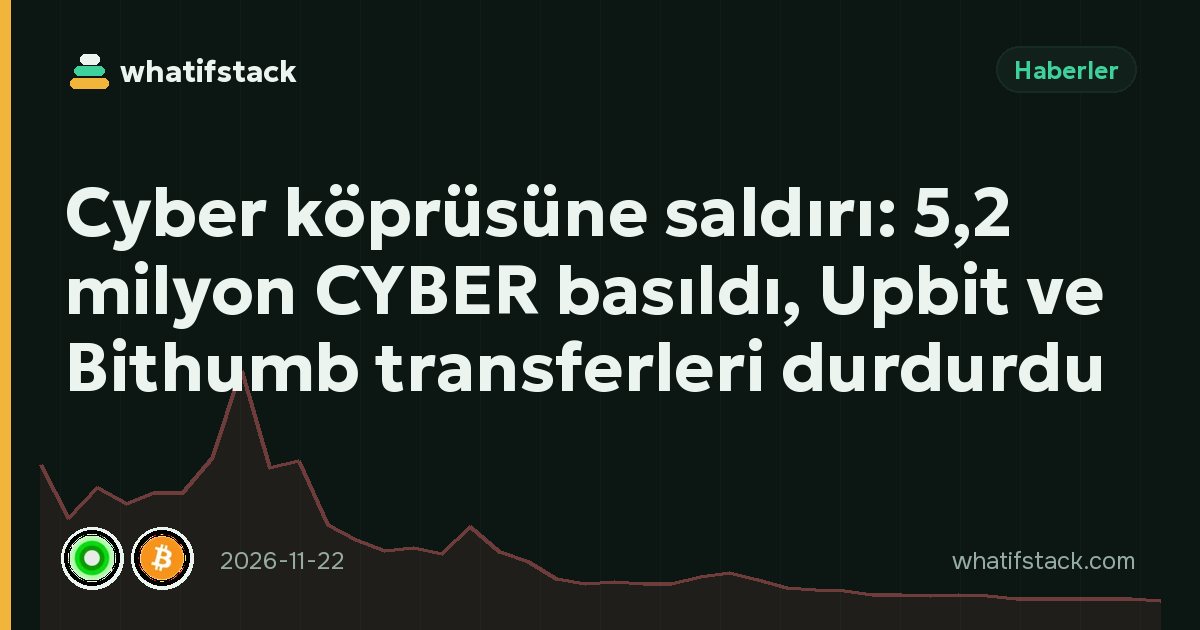 whatifstack
Haberler
Cyber köprüsüne saldırı: 5,2
milyon CYBER basıldı, Upbit ve
Bithumb transferleri durdurdu
2026-11-22
whatifstack.com